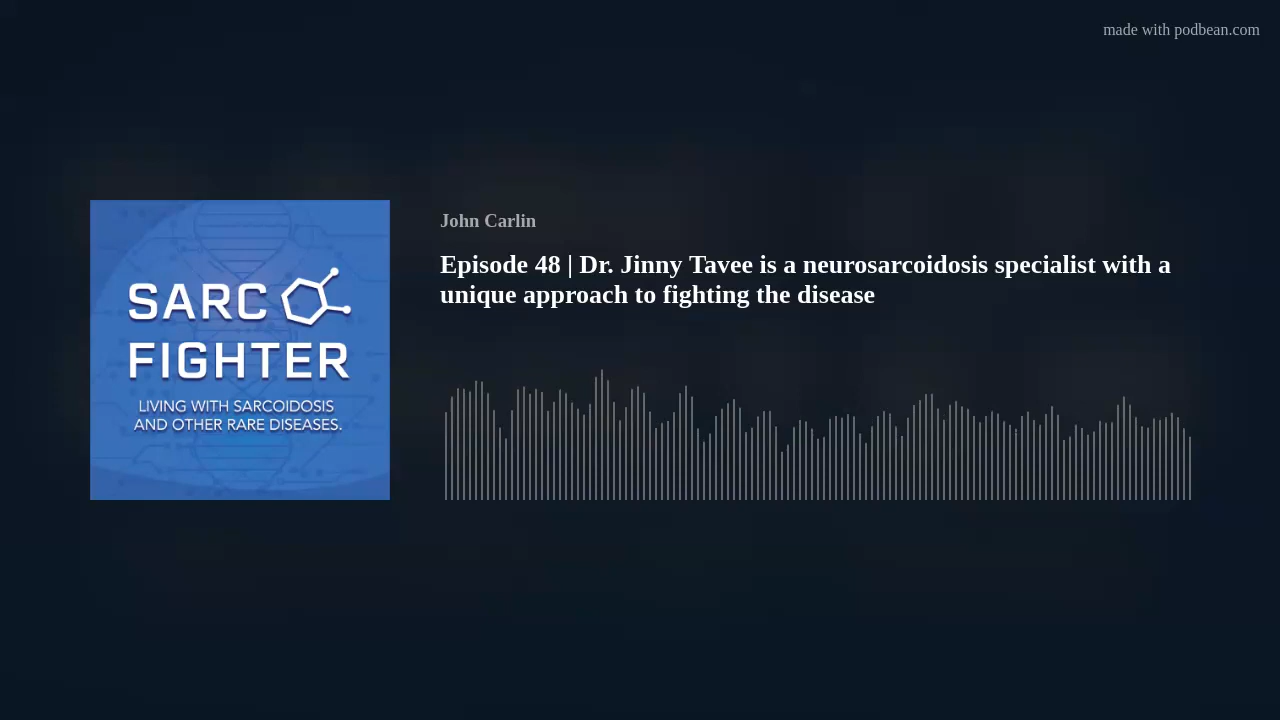 made with podbean.com
John Carlin
Episode 48 | Dr. Jinny Tavee is a neurosarcoidosis specialist with a
unique approach to fighting the disease
SARC
FIGHTER
LIVING WITH SARCOIDOSIS
AND OTHER RARE DISEASES.